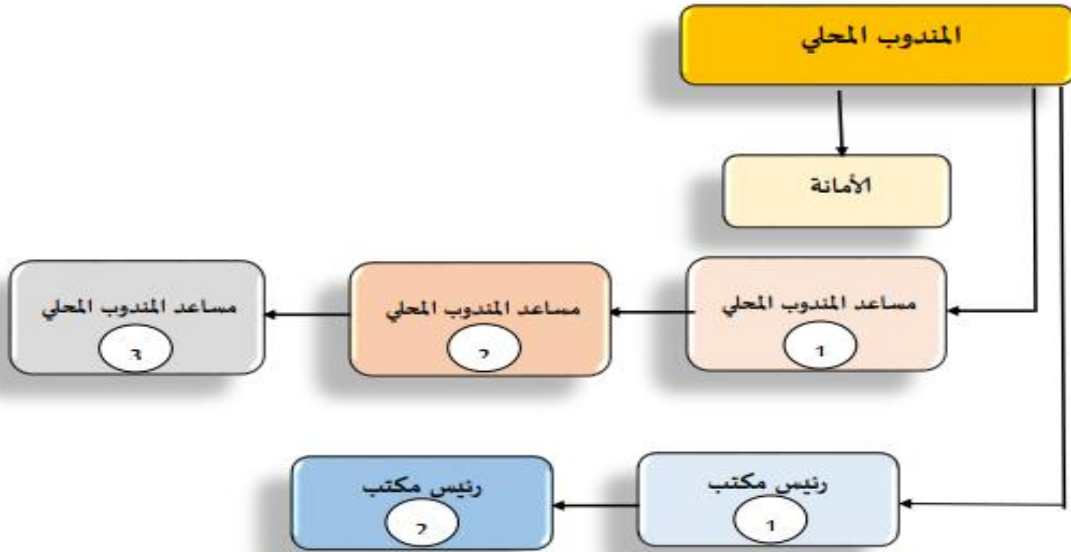 المندوب المحلي
الأمانة
مساعد المندوب المحلي
1
مساعد المندوب المحلي
2
مساعد المندوب المحلي
3
رئيس مكتب
1
رئيس مكتب
2